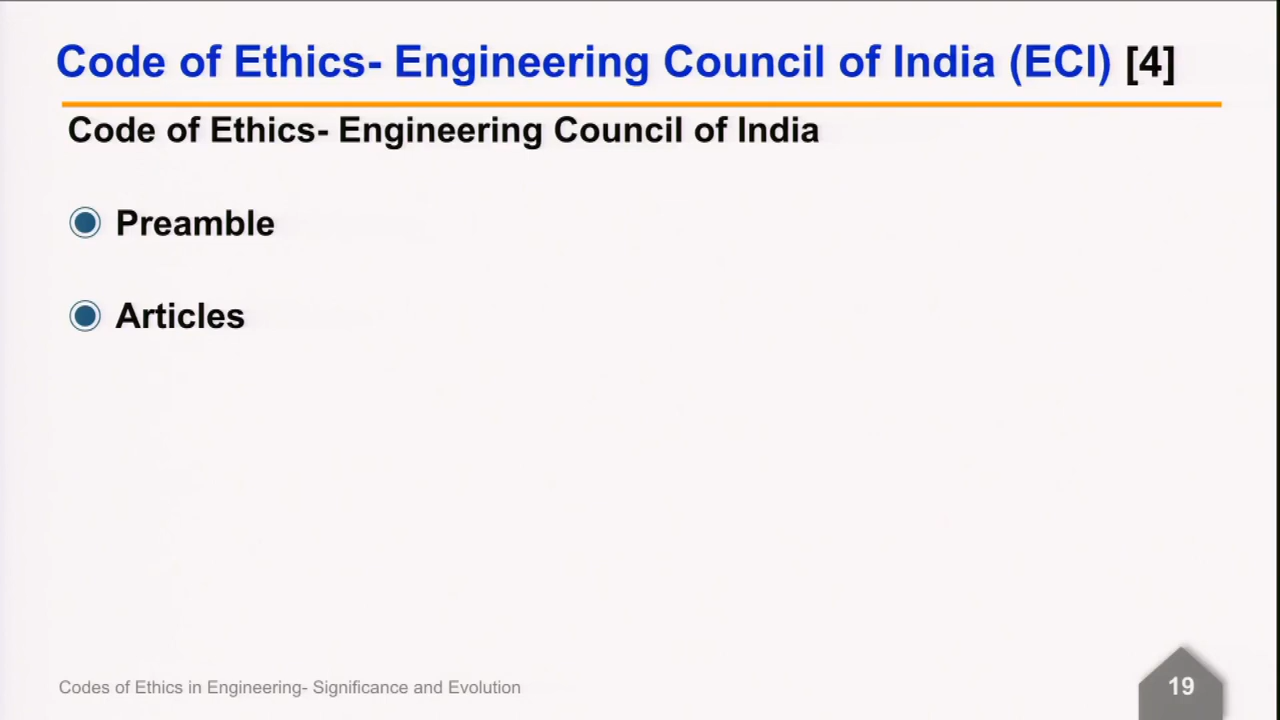 Code of Ethics- Engineering Council of India (ECI) [4]
Code of Ethics- Engineering Council of India
Preamble
Articles
Codes of Ethics in Engineering- Significance and Evolution
19